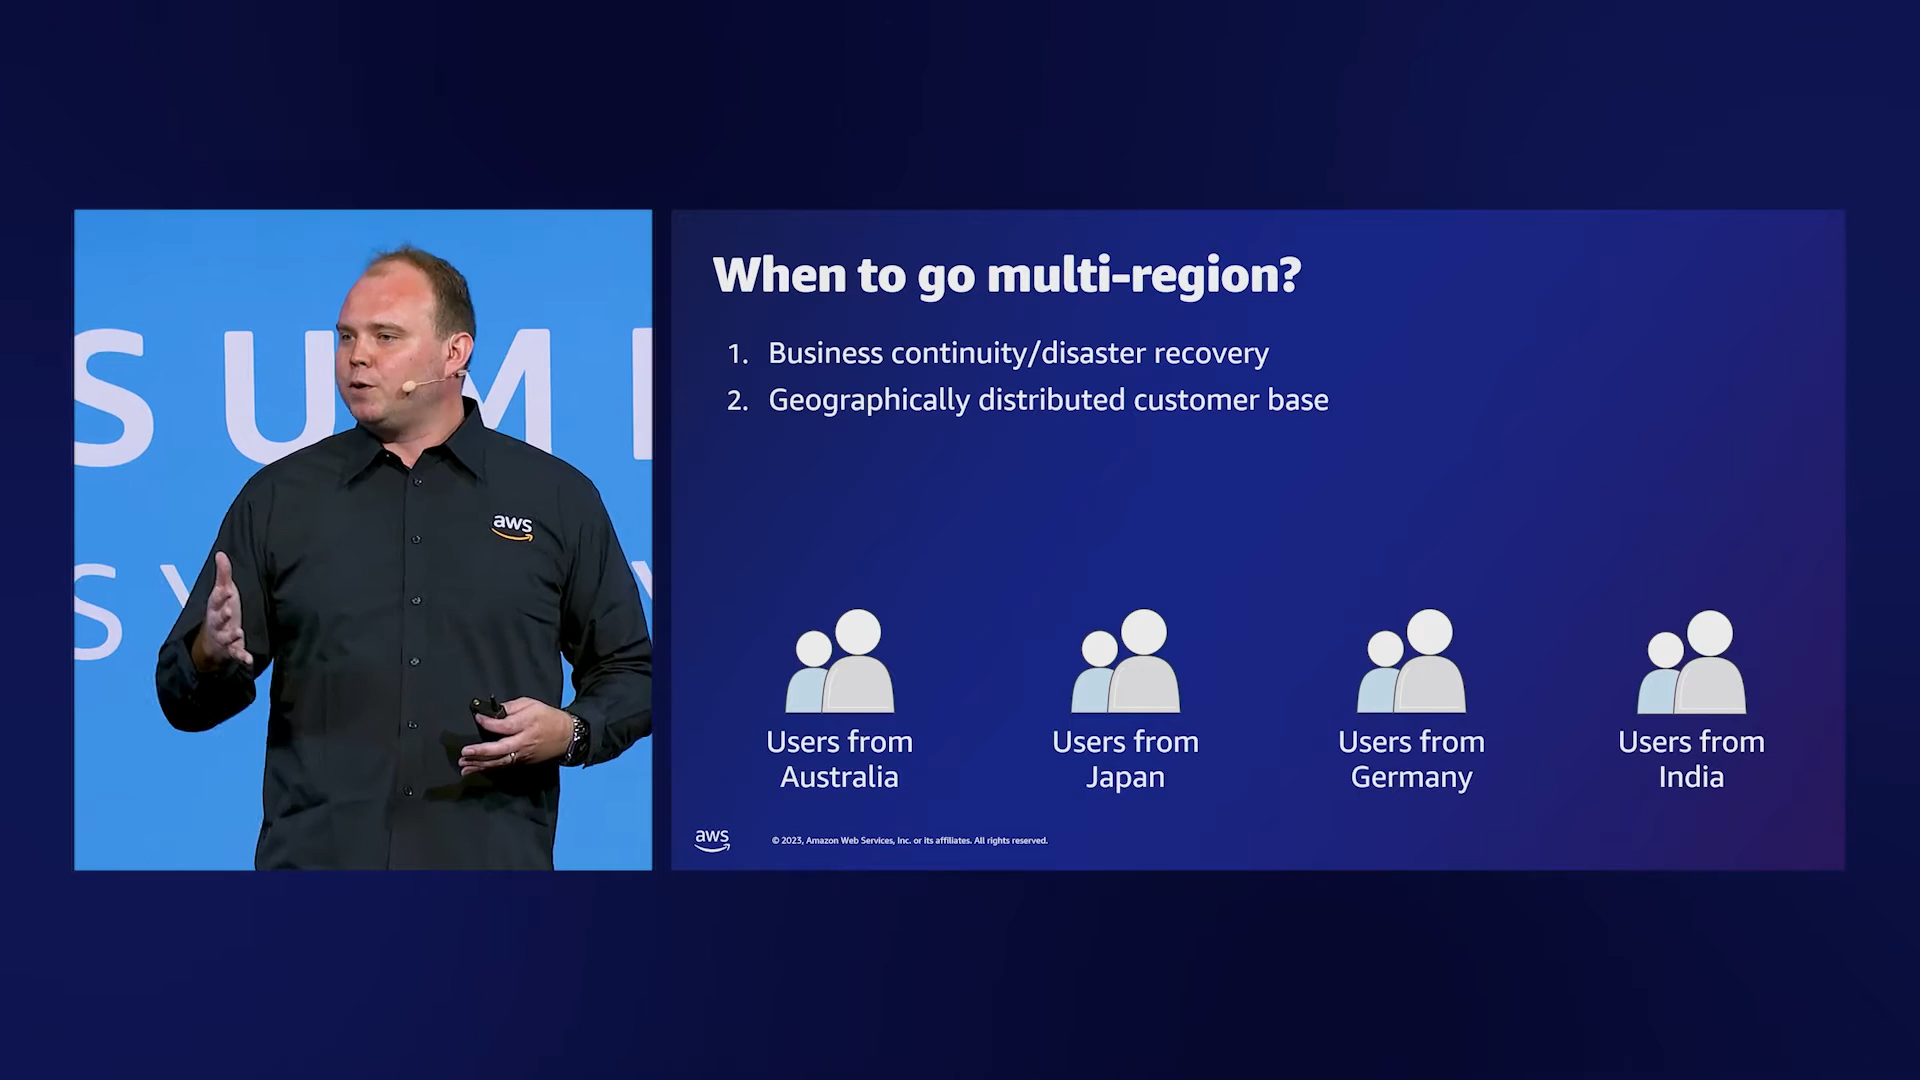 SUM
SY
aws
When to go multi-region?
1. Business continuity/disaster recovery
2. Geographically distributed customer base
Users from
Australia
Users from
Japan
Users from
Germany
Users from
India
aws
© 2023, Amazon Web Services, Inc. or its affiliates. All rights reserved.